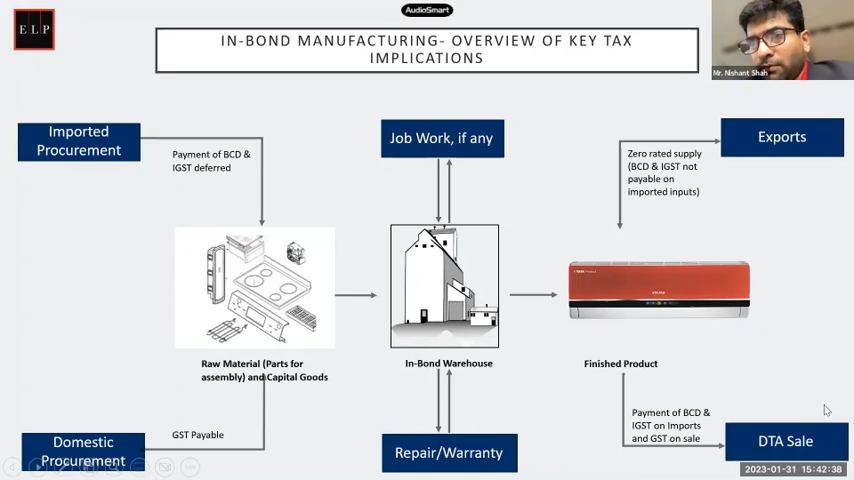 AudioSmart
ELP
IN-BOND MANUFACTURING- OVERVIEW OF KEY TAX
IMPLICATIONS
Mr. Nishant Shah
Imported
Procurement
Payment of BCD &
IGST deferred
Job Work, if any
Exports
Zero rated supply
(BCD & IGST not
payable on
imported inputs)
Raw Material (Parts for
assembly) and Capital Goods
In-Bond Warehouse
Finished Product
Domestic
Procurement
GST Payable
Repair/Warranty
Payment of BCD &
IGST on Imports
and GST on sale
DTA Sale
2023-01-31 15:42:38